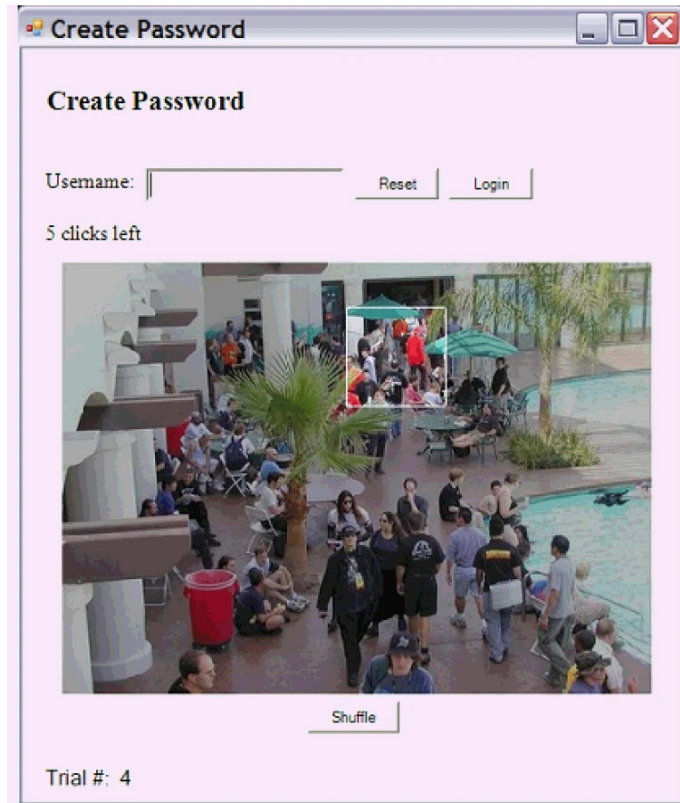 Create Password
Create Password
Username: Reset Login
5 clicks left
Shuffle
Trial #: 4